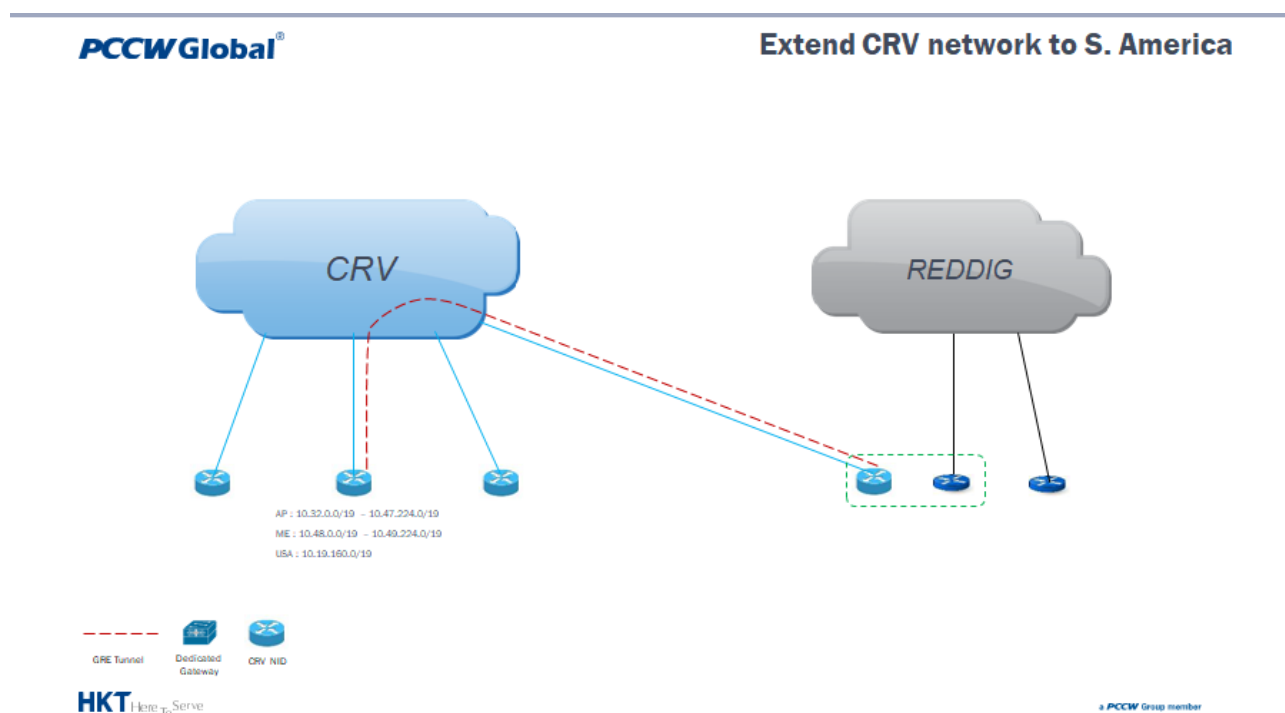 PCCW Global®
Extend CRV network to S. America
CRV
REDDIG
AP : 10.32.0.0/19 – 10.47.224.0/19
ME : 10.48.0.0/19 – 10.49.224.0/19
USA : 10.19.160.0/19
GRE Tunnel
Dedicated
Gateway
CRV NID
HKT Here To Serve
a PCCW Group member